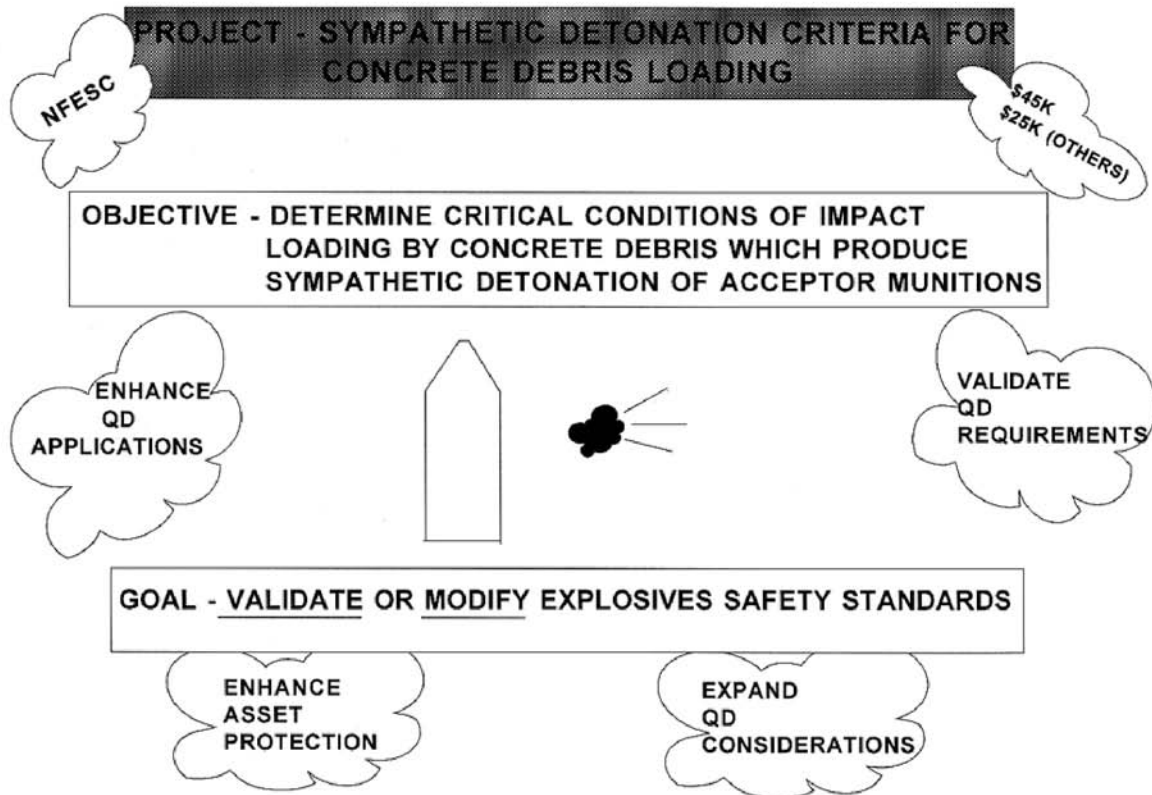 PROJECT - SYMPATHETIC DETONATION CRITERIA FOR
CONCRETE DEBRIS LOADING
NFESC
$45K
$25K (OTHERS)
OBJECTIVE - DETERMINE CRITICAL CONDITIONS OF IMPACT
LOADING BY CONCRETE DEBRIS WHICH PRODUCE
SYMPATHETIC DETONATION OF ACCEPTOR MUNITIONS
ENHANCE
QD
APPLICATIONS
VALIDATE
QD
REQUIREMENTS
GOAL - VALIDATE OR MODIFY EXPLOSIVES SAFETY STANDARDS
ENHANCE
ASSET
PROTECTION
EXPAND
QD
CONSIDERATIONS